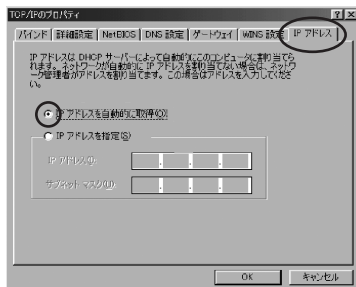 TCP/IPのプロパティ
バインド 詳細設定 NetBIOS DNS 設定 ゲートウェイ WINS 設定 IP アドレス
IP アドレスは DHCP サーバーによって自動的にこのコンピュータに割り当てら
れます。ネットワークが自動的に IP アドレスを割り当てない場合は、ネットワ
ーク管理者がアドレスを割り当てます。この場合はアドレスを入力してくださ
い。
IP アドレスを自動的に取得(O)
IP アドレスを指定(S)
IP アドレス(I):
サブネット マスク(U):
OK キャンセル